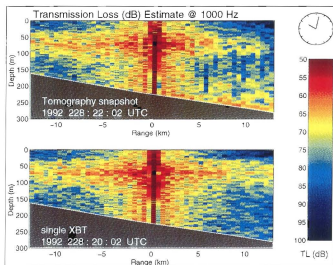 Transmission Loss (dB) Estimate @ 1000 Hz
0
50
100
150
200
250
300
Depth (m)
Tomography snapshot
1992 228 : 22 : 02 UTC
-10 -5 0 5 10
Range (km)
0
50
100
150
200
250
300
Depth (m)
single XBT
1992 228 : 20 : 02 UTC
-10 -5 0 5 10
Range (km)
50
55
60
65
70
75
80
85
90
95
100
TL (dB)